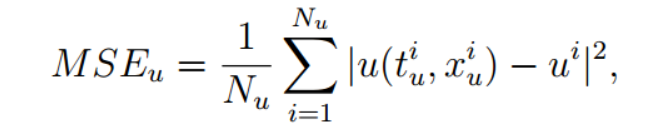 $MSE_u = \frac{1}{N_u} \sum_{i=1}^{N_u} |u(t_u^i, x_u^i) - u^i|^2,$